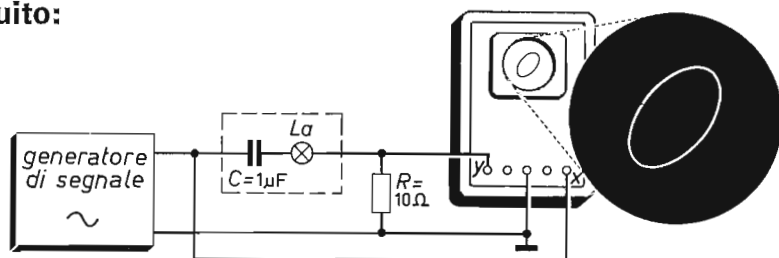 uito:
generatore
di segnale
La
C=1µF
R=
10Ω
y
x